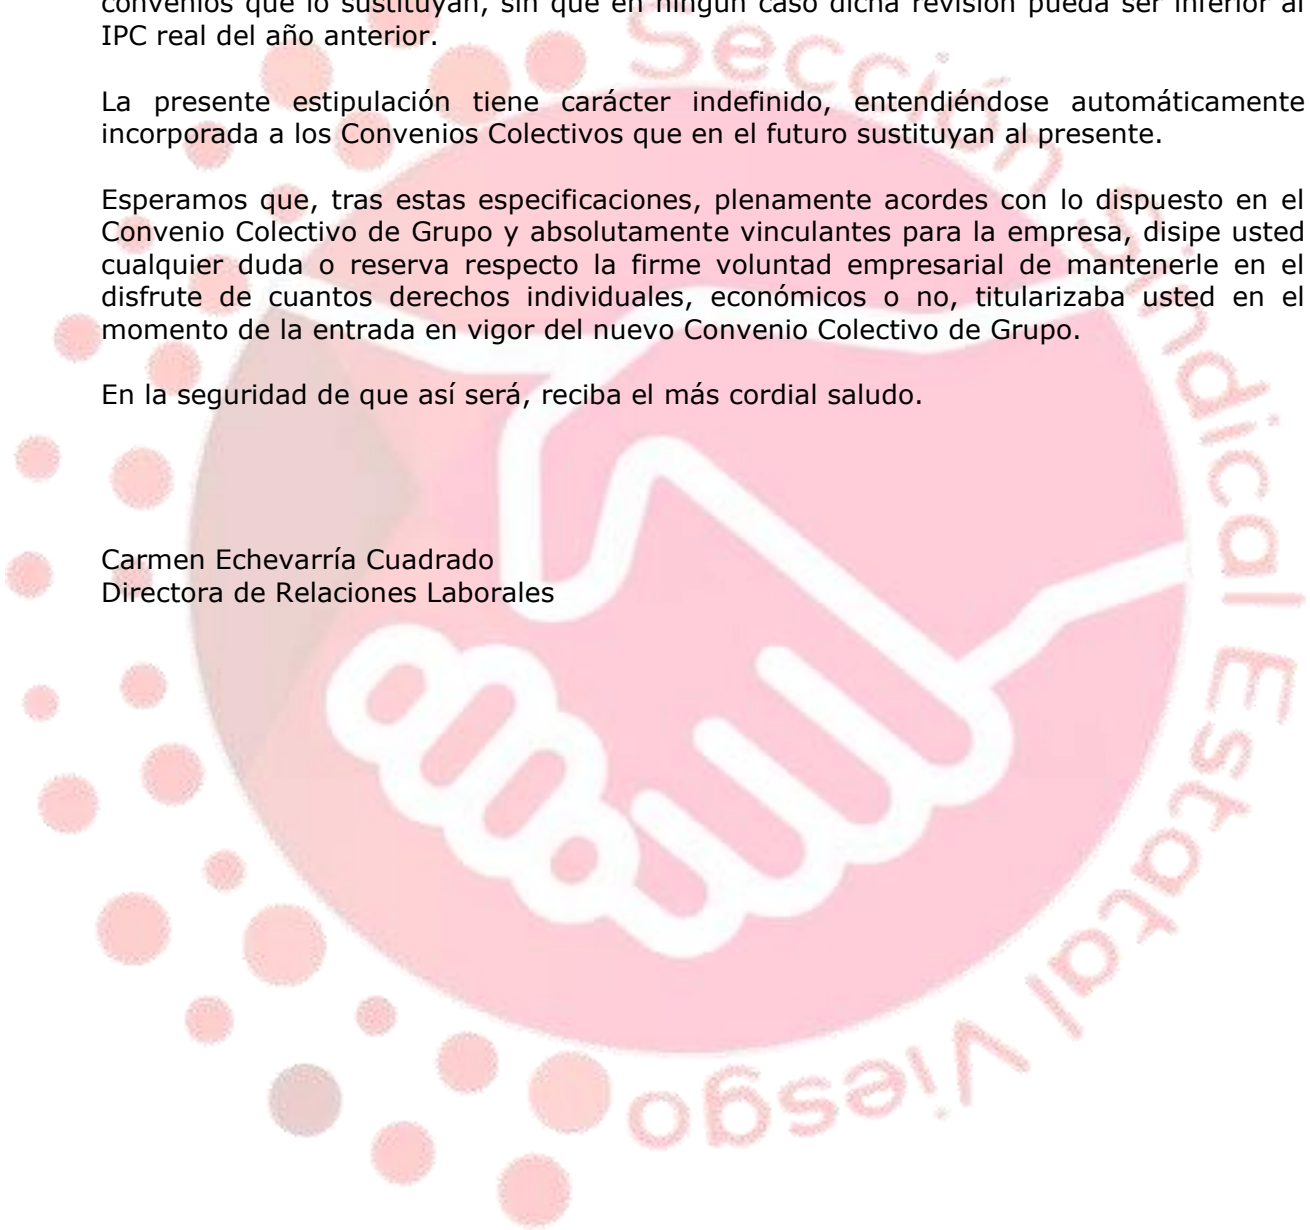 convenios que lo sustituyan, sin que en ningún caso dicha revisión pueda ser inferior al
IPC real del año anterior.
La presente estipulación tiene carácter indefinido, entendiéndose automáticamente
incorporada a los Convenios Colectivos que en el futuro sustituyan al presente.
Esperamos que, tras estas especificaciones, plenamente acordes con lo dispuesto en el
Convenio Colectivo de Grupo y absolutamente vinculantes para la empresa, disipe usted
cualquier duda o reserva respecto la firme voluntad empresarial de mantenerle en el
disfrute de cuantos derechos individuales, económicos o no, titularizaba usted en el
momento de la entrada en vigor del nuevo Convenio Colectivo de Grupo.
En la seguridad de que así será, reciba el más cordial saludo.
Carmen Echevarría Cuadrado
Directora de Relaciones Laborales
Sección Sindical Estatal Viesgo